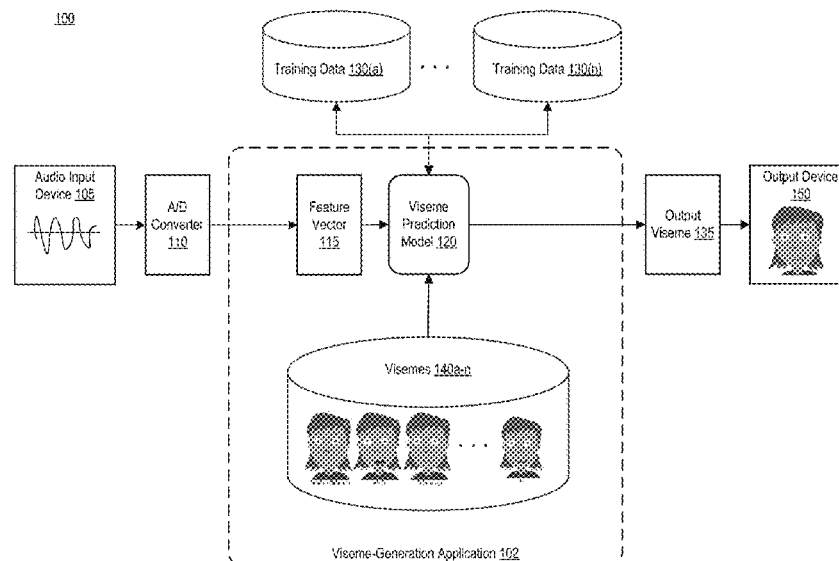 100
Training Data 130(a)
. . .
Training Data 130(n)
Audio Input
Device 105
A/D
Converter
110
Feature
Vector
115
Viseme
Prediction
Model 120
Output
Viseme 135
Output Device
150
Visemes 140a-n
. . .
Viseme-Generation Application 102